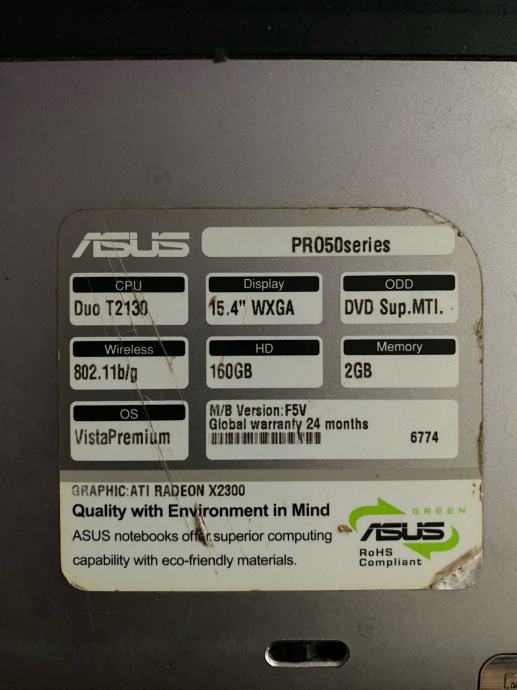 ASUS
PRO50series
CPU
Duo T2130
Display
15.4" WXGA
ODD
DVD Sup.MTI.
Wireless
802.11b/g
HD
160GB
Memory
2GB
OS
VistaPremium
M/B Version:F5V
Global warranty 24 months
6774
GRAPHIC:ATI RADEON X2300
Quality with Environment in Mind
ASUS notebooks offer superior computing
capability with eco-friendly materials.
GREEN
ASUS
RoHS
Compliant